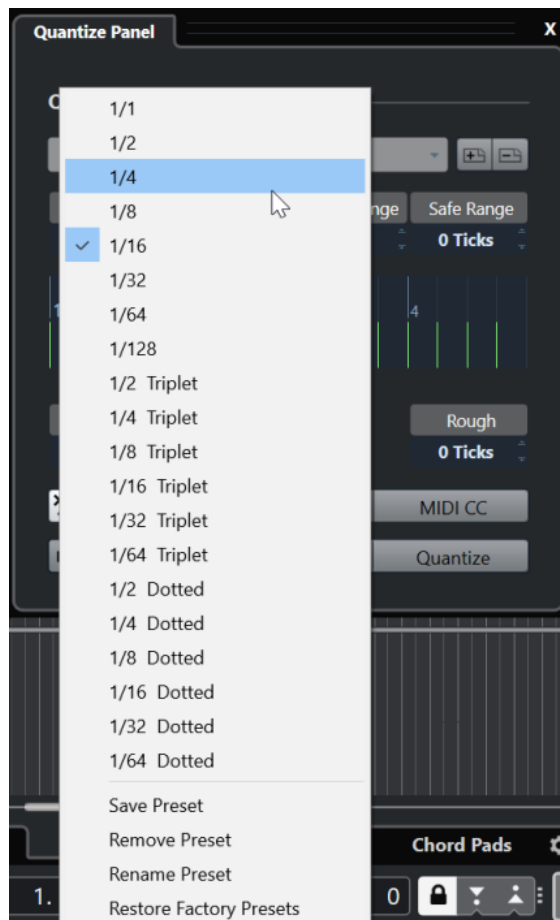 Quantize Panel
X
1/1
1/2
1/4
1/8
Safe Range
1/16
0 Ticks
1/32
1/64
4
1/128
1/2 Triplet
1/4 Triplet
Rough
1/8 Triplet
0 Ticks
1/16 Triplet
1/32 Triplet
MIDI CC
1/64 Triplet
Quantize
1/2 Dotted
1/4 Dotted
1/8 Dotted
1/16 Dotted
1/32 Dotted
1/64 Dotted
Save Preset
Remove Preset
Chord Pads
Rename Preset
1.
0
Restore Factory Presets